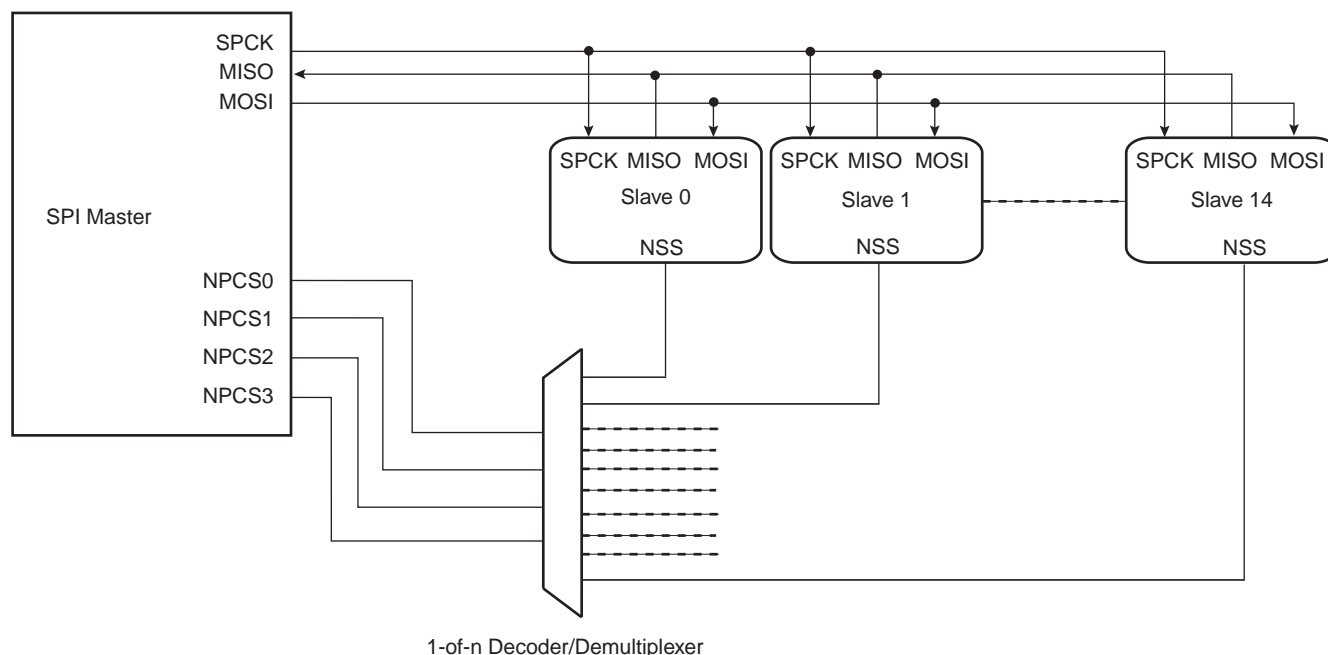 SPCK
MISO
MOSI
SPI Master
NPCS0
NPCS1
NPCS2
NPCS3
SPCK MISO MOSI
Slave 0
NSS
SPCK MISO MOSI
Slave 1
NSS
SPCK MISO MOSI
Slave 14
NSS
1-of-n Decoder/Demultiplexer